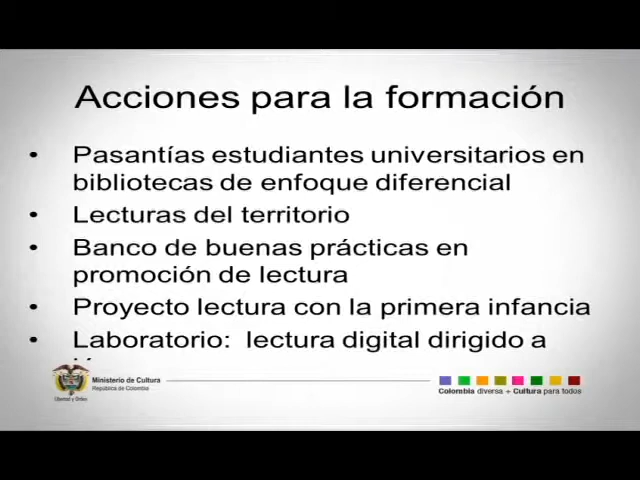 Acciones para la formación
• Pasantías estudiantes universitarios en
bibliotecas de enfoque diferencial
• Lecturas del territorio
• Banco de buenas prácticas en
promoción de lectura
• Proyecto lectura con la primera infancia
• Laboratorio: lectura digital dirigido a
Libertad y Orden
Ministerio de Cultura
República de Colombia
Colombia diversa + Cultura para todos